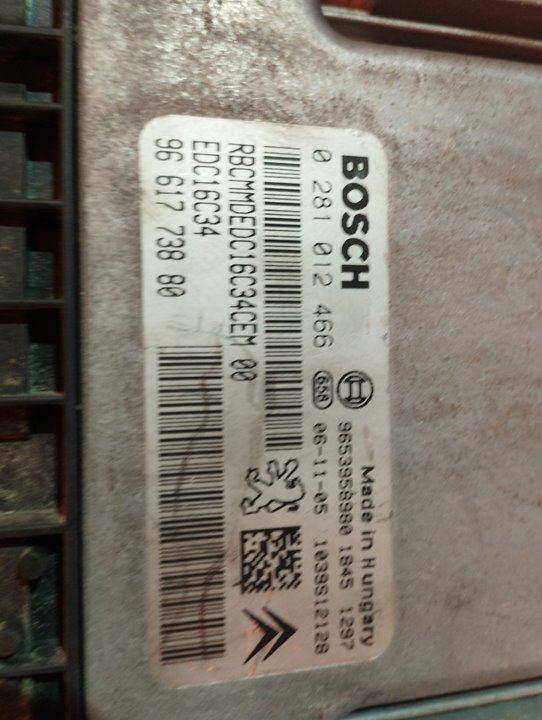 BOSCH
Made in Hungary
0 281 012 466
9653958980 1845 1297
658
06-11-05 1039S12128
RBCMMDEDC16C34CEM 00
EDC16C34
96 617 738 80